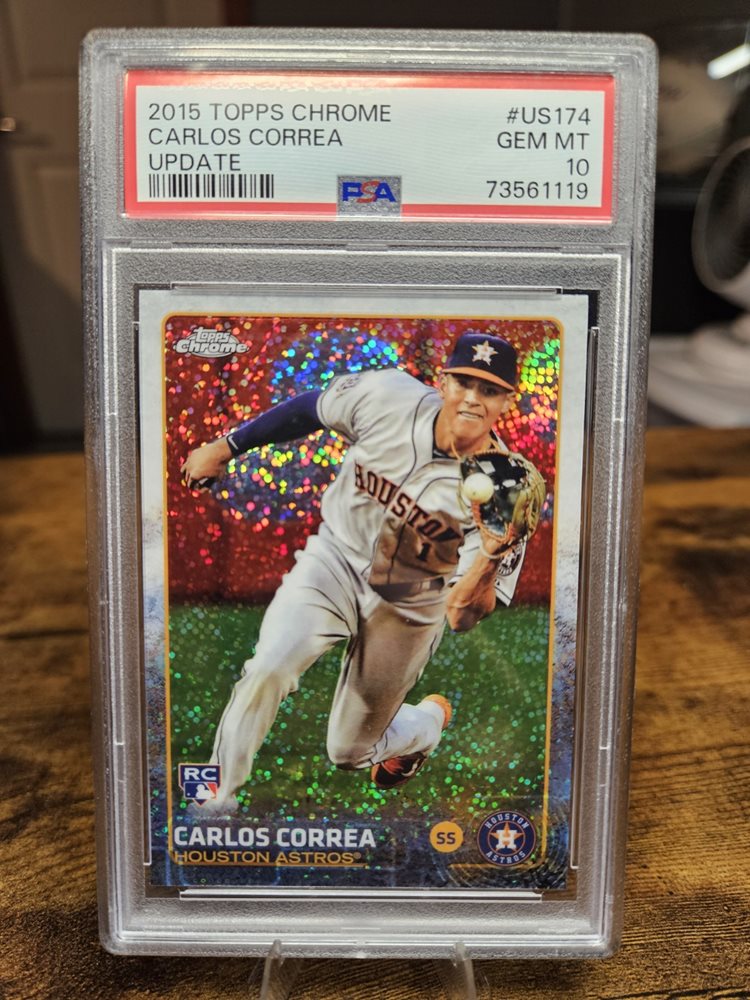 2015 TOPPS CHROME #US174
CARLOS CORREA GEM MT
UPDATE 10
PSA 73561119
Topps
Chrome
HOUSTON
1
RC
CARLOS CORREA SS
HOUSTON ASTROS®
HOUSTON
ASTROS